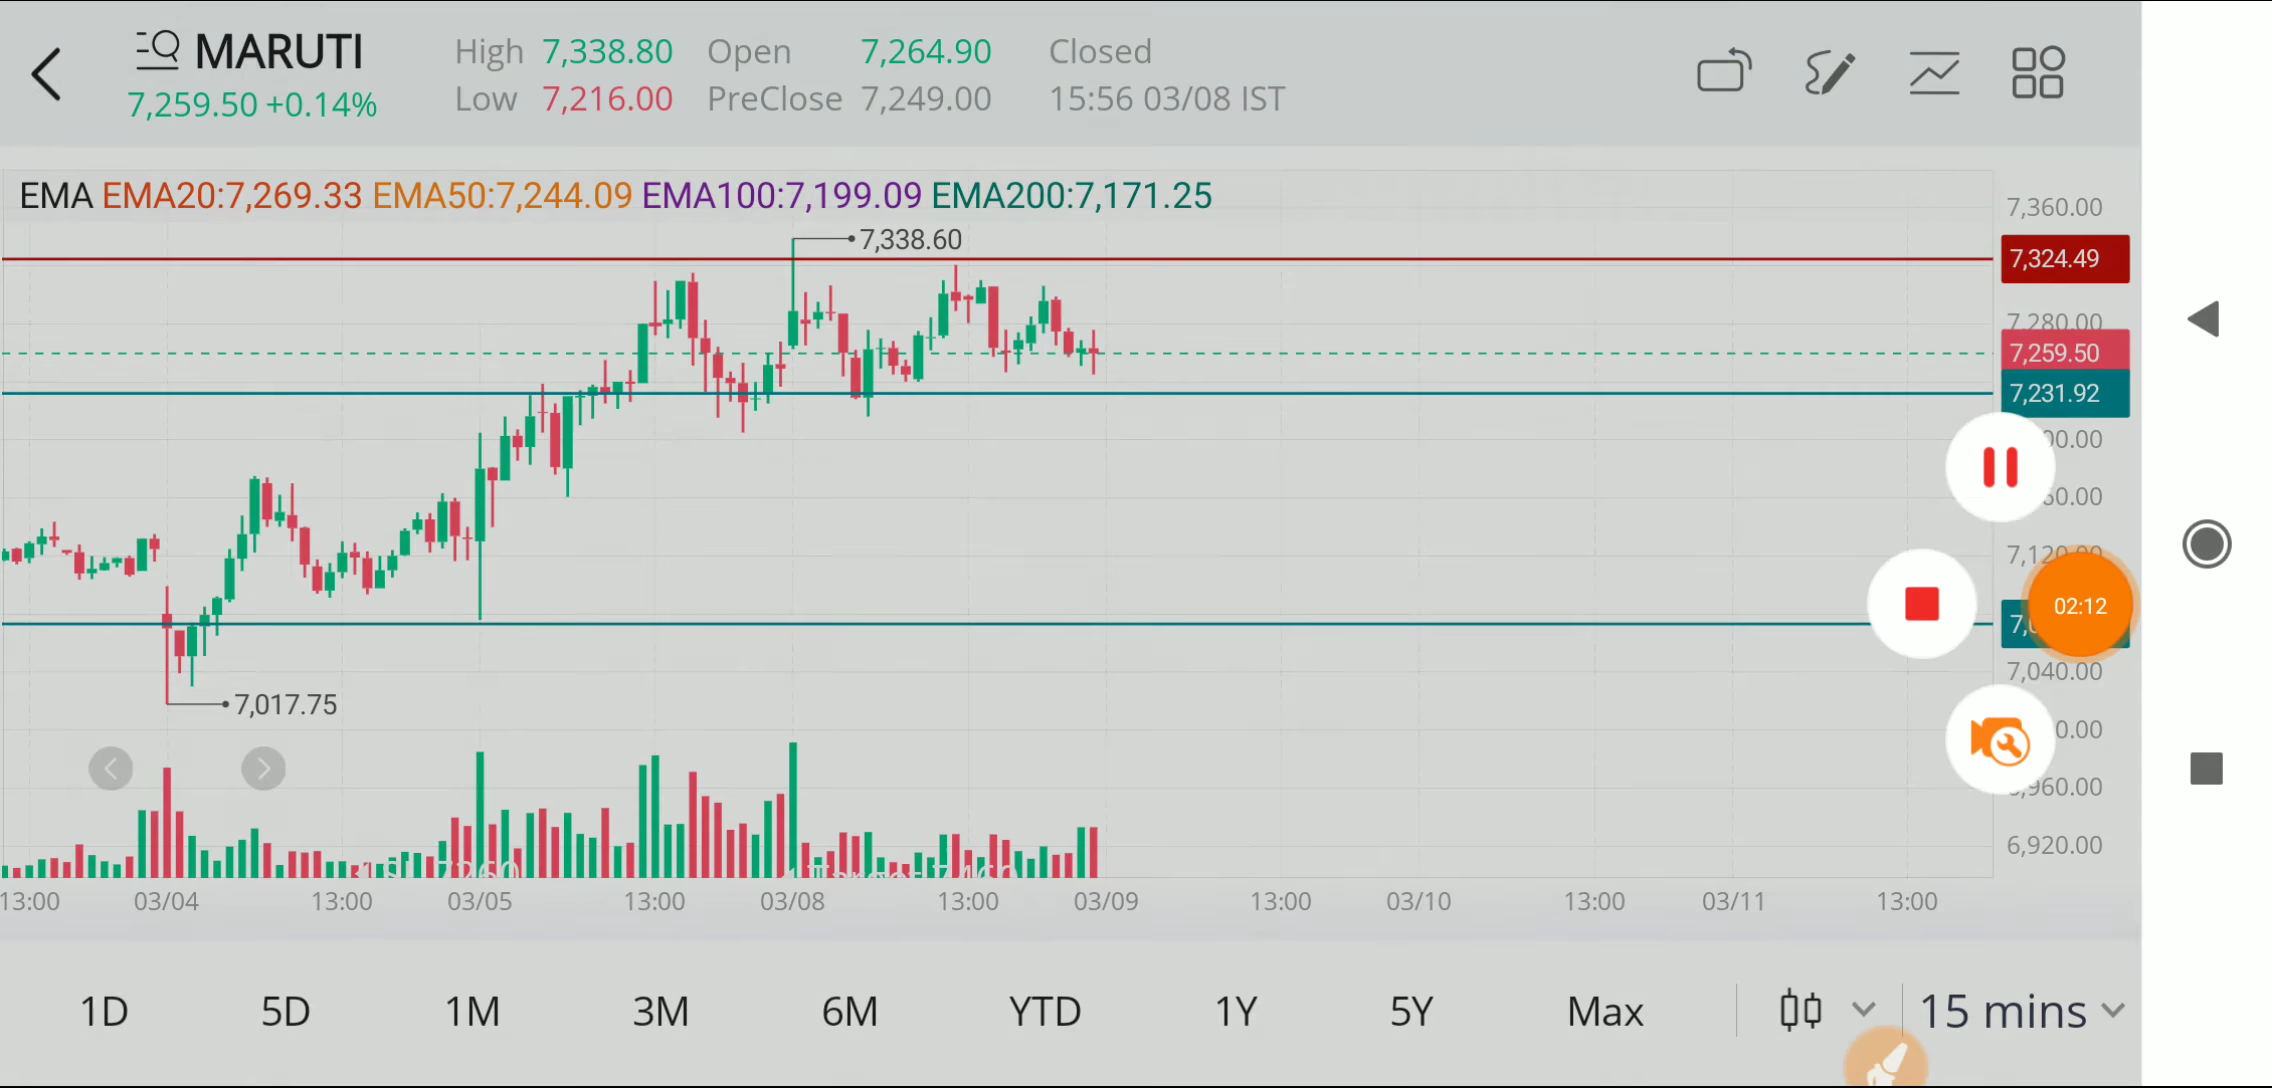 MARUTI
7,259.50 +0.14%
High 7,338.80 Open 7,264.90 Closed
Low 7,216.00 PreClose 7,249.00 15:56 03/08 IST
EMA EMA20:7,269.33 EMA50:7,244.09 EMA100:7,199.09 EMA200:7,171.25
7,360.00
7,338.60
7,324.49
7,280.00
7,259.50
7,231.92
02:12
7,040.00
7,017.75
6,920.00
13:00 03/04 13:00 03/05 13:00 03/08 13:00 03/09 13:00 03/10 13:00 03/11 13:00
1D 5D 1M 3M 6M YTD 1Y 5Y Max 15 mins